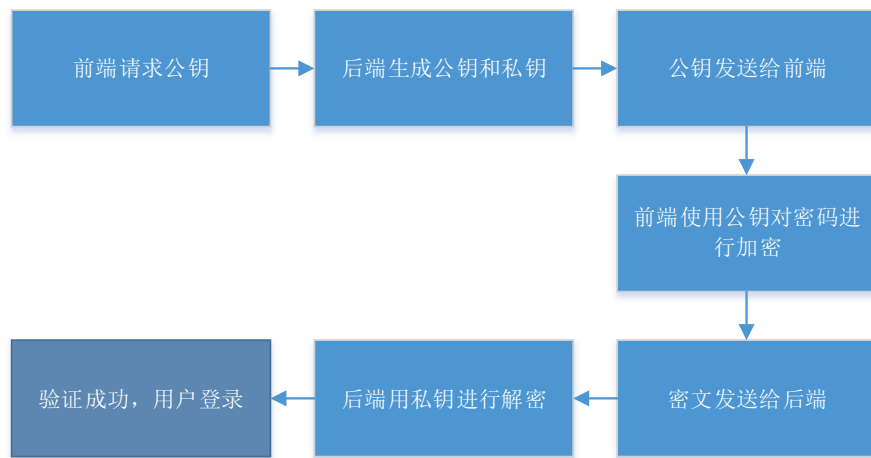 前端请求公钥
后端生成公钥和私钥
公钥发送给前端
前端使用公钥对密码进
行加密
密文发送给后端
后端用私钥进行解密
验证成功，用户登录